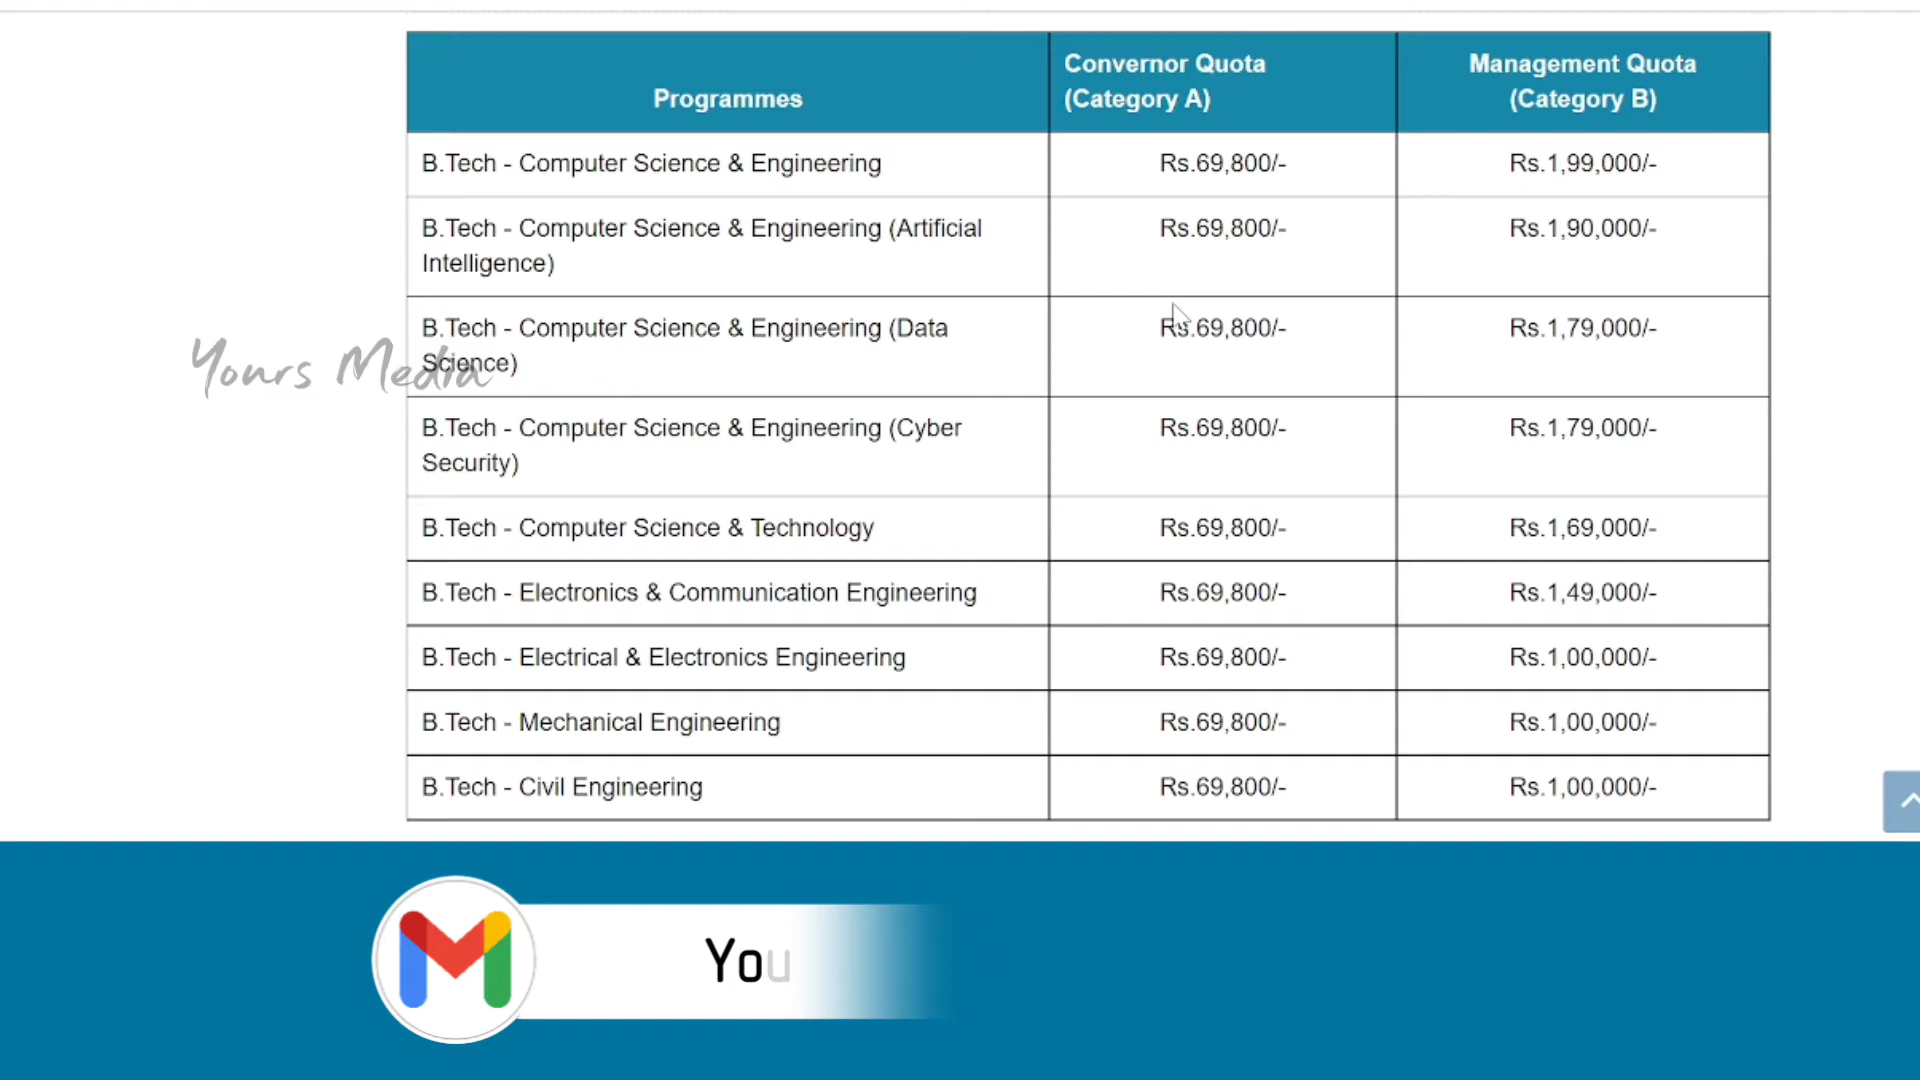 Programmes
Convernor Quota
(Category A)
Management Quota
(Category B)
B.Tech - Computer Science & Engineering
Rs.69,800/-
Rs.1,99,000/-
B.Tech - Computer Science & Engineering (Artificial
Intelligence)
Rs.69,800/-
Rs.1,90,000/-
B.Tech - Computer Science & Engineering (Data
Science)
Rs.69,800/-
Rs.1,79,000/-
Yours Media
B.Tech - Computer Science & Engineering (Cyber
Security)
Rs.69,800/-
Rs.1,79,000/-
B.Tech - Computer Science & Technology
Rs.69,800/-
Rs.1,69,000/-
B.Tech - Electronics & Communication Engineering
Rs.69,800/-
Rs.1,49,000/-
B.Tech - Electrical & Electronics Engineering
Rs.69,800/-
Rs.1,00,000/-
B.Tech - Mechanical Engineering
Rs.69,800/-
Rs.1,00,000/-
B.Tech - Civil Engineering
Rs.69,800/-
Rs.1,00,000/-
You